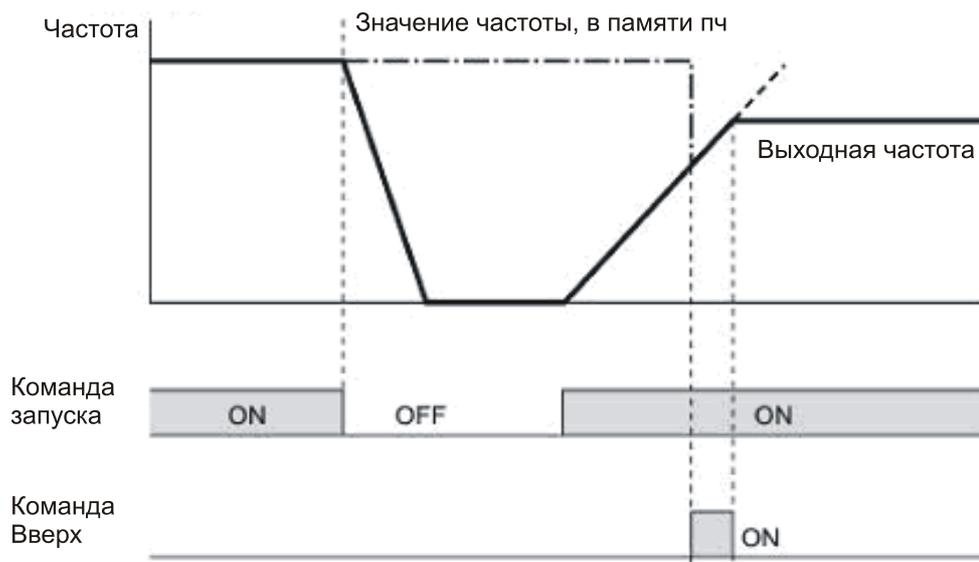 Частота
Значение частоты, в памяти пч
Выходная частота
Команда
запуска
ON
OFF
ON
Команда
Вверх
ON